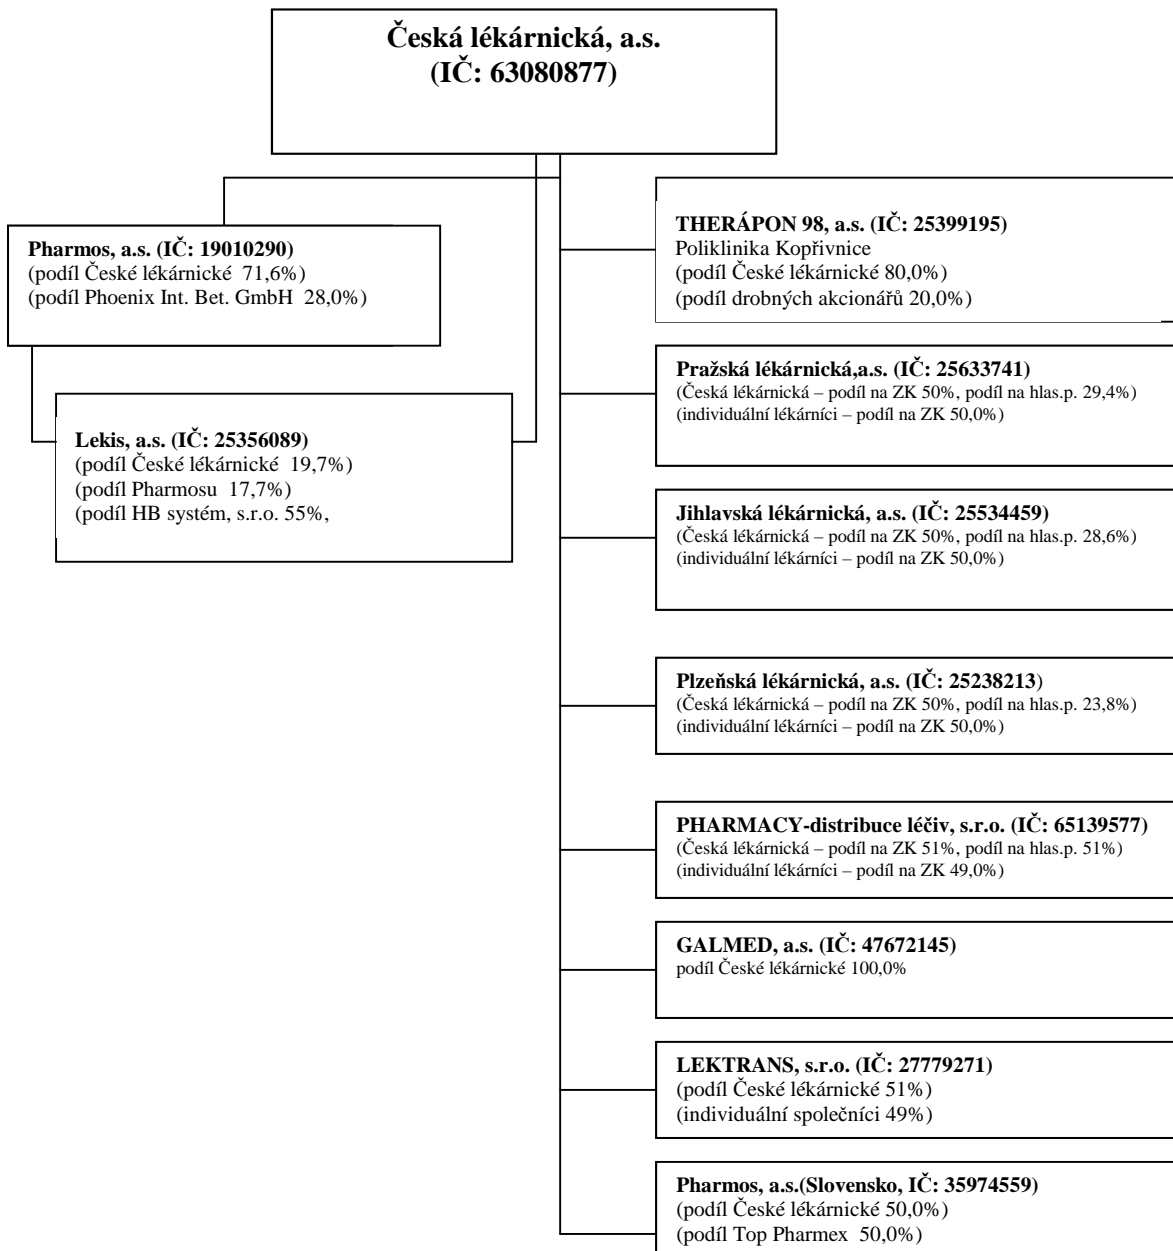 Česká lékárnická, a.s.
(IČ: 63080877)
Pharmos, a.s. (IČ: 19010290)
(podíl České lékárnické  71,6%)
(podíl Phoenix Int. Bet. GmbH  28,0%)
Lekis, a.s. (IČ: 25356089)
(podíl České lékárnické  19,7%)
(podíl Pharmosu  17,7%)
(podíl HB systém, s.r.o. 55%,
THERÁPON 98, a.s. (IČ: 25399195)
Poliklinika Kopřivnice
(podíl České lékárnické 80,0%)
(podíl drobných akcionářů 20,0%)
Pražská lékárnická,a.s. (IČ: 25633741)
(Česká lékárnická – podíl na ZK 50%, podíl na hlas.p. 29,4%)
(individuální lékárníci – podíl na ZK 50,0%)
Jihlavská lékárnická, a.s. (IČ: 25534459)
(Česká lékárnická – podíl na ZK 50%, podíl na hlas.p. 28,6%)
(individuální lékárníci – podíl na ZK 50,0%)
Plzeňská lékárnická, a.s. (IČ: 25238213)
(Česká lékárnická – podíl na ZK 50%, podíl na hlas.p. 23,8%)
(individuální lékárníci – podíl na ZK 50,0%)
PHARMACY-distribuce léčiv, s.r.o. (IČ: 65139577)
(Česká lékárnická – podíl na ZK 51%, podíl na hlas.p. 51%)
(individuální lékárníci – podíl na ZK 49,0%)
GALMED, a.s. (IČ: 47672145)
podíl České lékárnické 100,0%
LEKTRANS, s.r.o. (IČ: 27779271)
(podíl České lékárnické 51%)
(individuální společníci 49%)
Pharmos, a.s.(Slovensko, IČ: 35974559)
(podíl České lékárnické 50,0%)
(podíl Top Pharmex  50,0%)